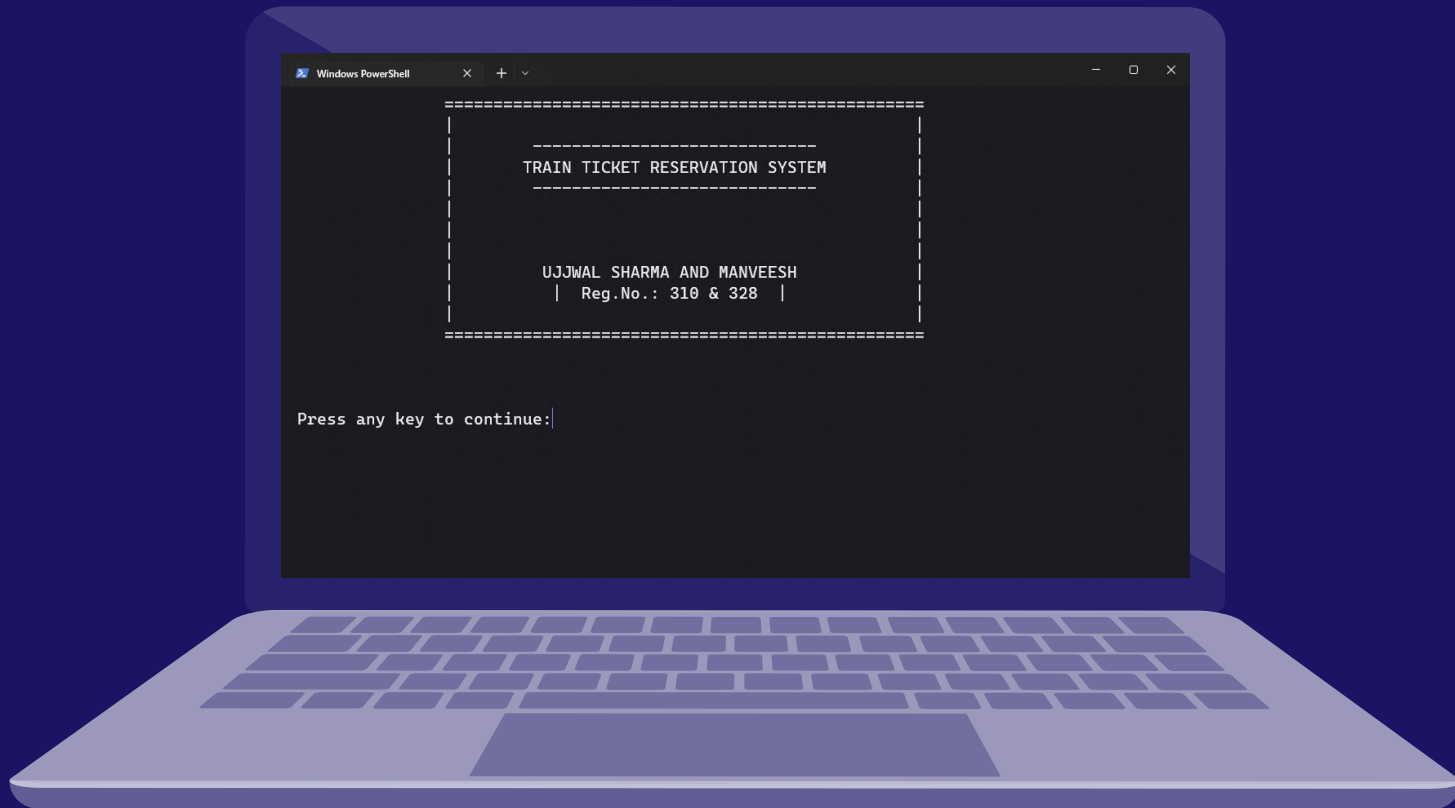 Windows PowerShell
=================================================
|                                                |
|        -----------------------------           |
|       TRAIN TICKET RESERVATION SYSTEM          |
|        -----------------------------           |
|                                                |
|                                                |
|                                                |
|         UJJWAL SHARMA AND MANVEESH             |
|          |  Reg.No.: 310 & 328  |              |
|                                                |
=================================================
Press any key to continue: